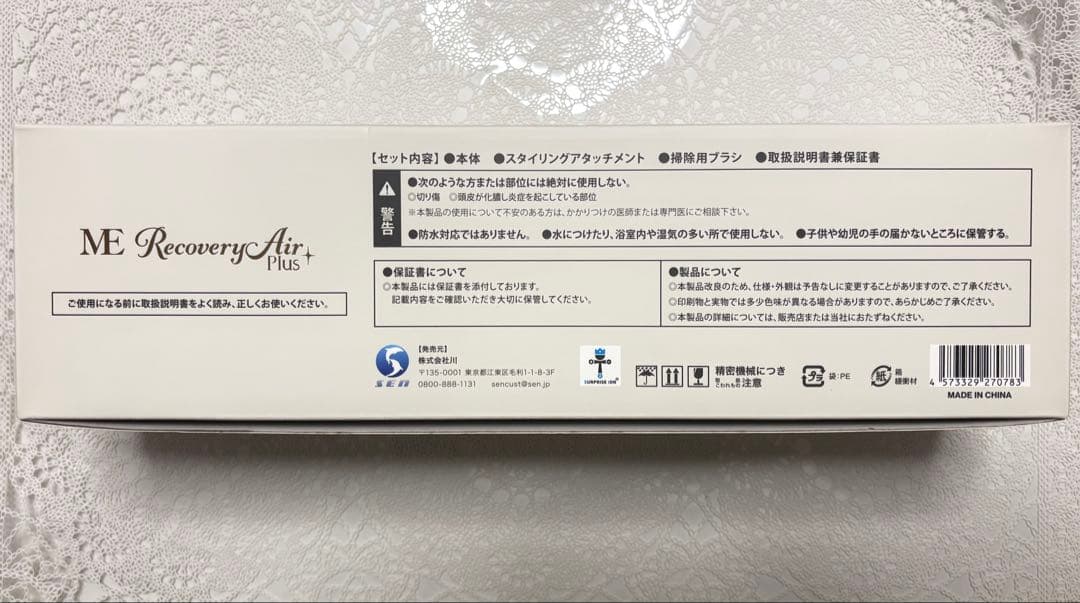 ME Recovery Air Plus
ご使用になる前に取扱説明書をよく読み、正しくお使いください。
【セット内容】●本体 ●スタイリングアタッチメント ●掃除用ブラシ ●取扱説明書兼保証書
警告
●次のような方または部位には絶対に使用しない。
◎切り傷 ◎頭皮が化膿し炎症を起こしている部位
※本製品の使用について不安のある方は、かかりつけの医師または専門医にご相談下さい。
●防水対応ではありません。 ●水につけたり、浴室内や湿気の多い所で使用しない。 ●子供や幼児の手の届かないところに保管する。
●保証書について
◎本製品には保証書を添付しております。
記載内容をご確認いただき大切に保管してください。
●製品について
◎本製品改良のため、仕様・外観は予告なしに変更することがありますので、ご了承ください。
◎印刷物と実物では多少色味が異なる場合がありますので、あらかじめご了承ください。
◎本製品の詳細については、販売店または当社におたずねください。
SEN
【発売元】
株式会社川
〒135-0001 東京都江東区毛利1-1-8-3F
0800-888-1131 sencust@sen.jp
SURPRISE ION
精密機械につき
注意
プラ
袋:PE
紙
箱
緩衝材
4 573329 270783
MADE IN CHINA